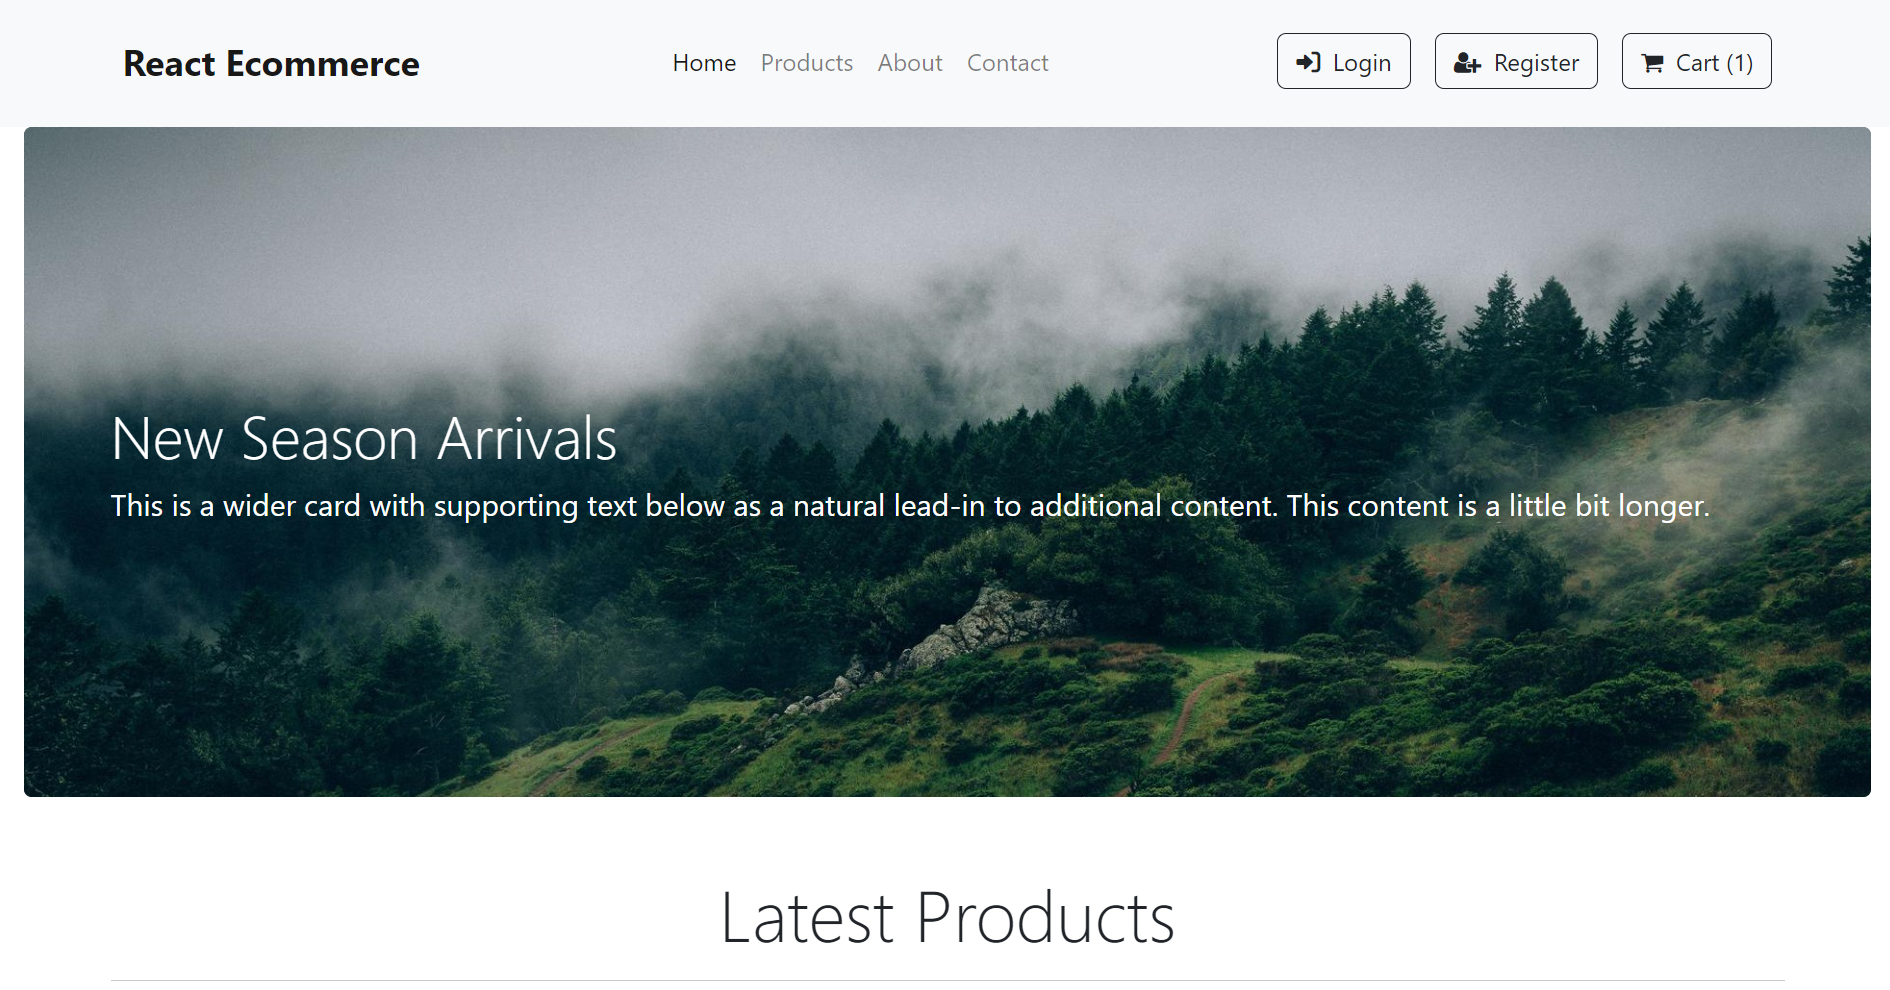 React Ecommerce
Home Products About Contact
Login Register Cart (1)
New Season Arrivals
This is a wider card with supporting text below as a natural lead-in to additional content. This content is a little bit longer.
Latest Products